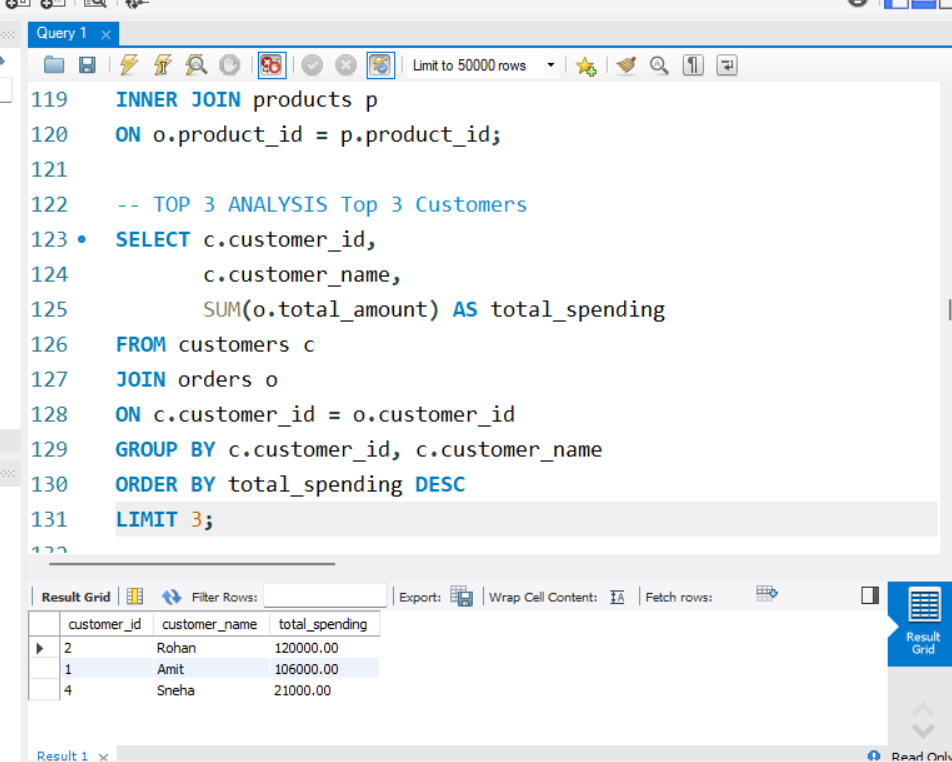 Query 1
Limit to 50000 rows
119 INNER JOIN products p
120 ON o.product_id = p.product_id;
121
122 -- TOP 3 ANALYSIS Top 3 Customers
123 SELECT c.customer_id,
124 c.customer_name,
125 SUM(o.total_amount) AS total_spending
126 FROM customers c
127 JOIN orders o
128 ON c.customer_id = o.customer_id
129 GROUP BY c.customer_id, c.customer_name
130 ORDER BY total_spending DESC
131 LIMIT 3;
132
Result Grid Filter Rows: Export: Wrap Cell Content: IA Fetch rows:
customer_id customer_name total_spending
2 Rohan 120000.00
1 Amit 106000.00
4 Sneha 21000.00
Result
Grid
Result 1 Read Only